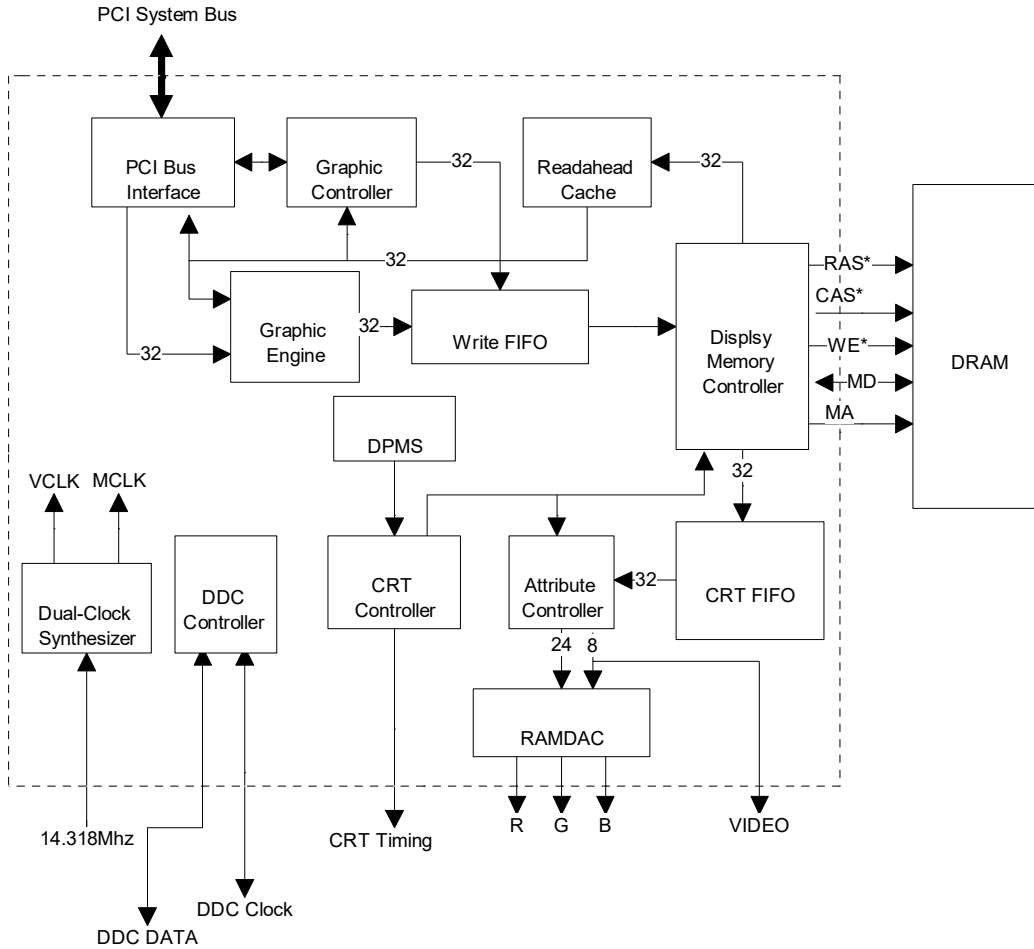 PCI System Bus
PCI Bus
Interface
Graphic
Controller
32
Readahead
Cache
32
32
Graphic
Engine
32
32
Write FIFO
Displsy
Memory
Controller
RAS*
CAS*
WE*
MD
MA
DRAM
DPMS
32
VCLK
MCLK
Dual-Clock
Synthesizer
DDC
Controller
CRT
Controller
Attribute
Controller
32
CRT FIFO
24
8
RAMDAC
14.318Mhz
CRT Timing
R
G
B
VIDEO
DDC Clock
DDC DATA